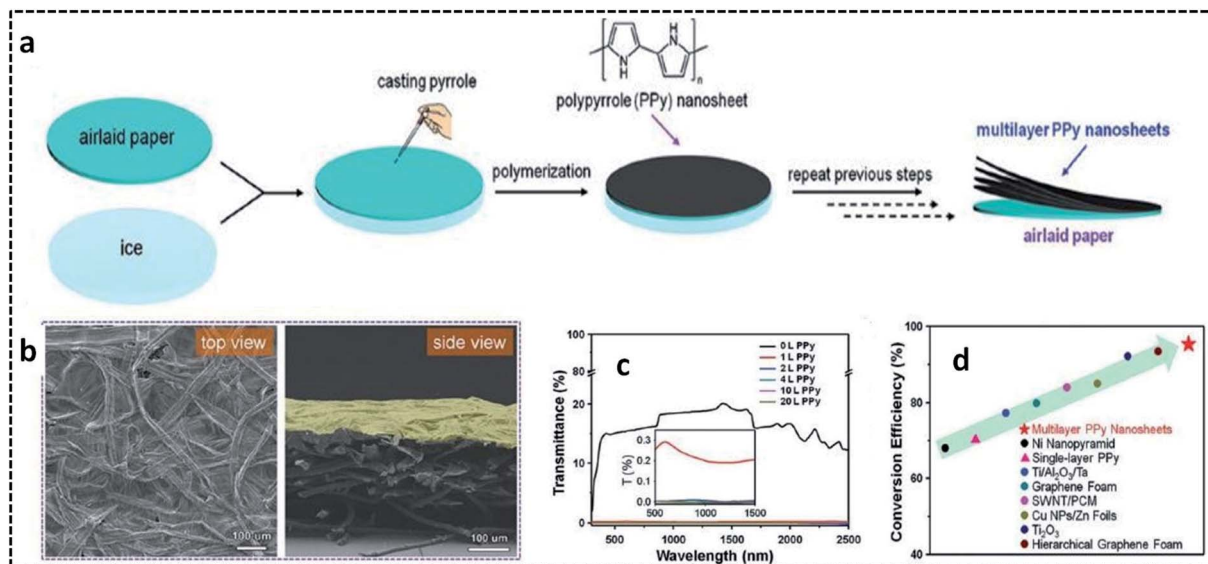 a
airlaid paper
ice
casting pyrrole
polymerization
N
H
H
N
n
polypyrrole (PPy) nanosheet
repeat previous steps
multilayer PPy nanosheets
airlaid paper
b
top view
100 um
side view
100 um
c
Transmittance (%)
100
80
20
15
10
5
0
0 L PPy
1 L PPy
2 L PPy
4 L PPy
10 L PPy
20 L PPy
T (%)
0.3
0.2
0.1
0.0
500 1000 1500
500 1000 1500 2000 2500
Wavelength (nm)
d
Conversion Efficiency (%)
100
80
60
40
Multilayer PPy Nanosheets
Ni Nanopyramid
Single-layer PPy
Ti/Al₂O₃/Ta
Graphene Foam
SWNT/PCM
Cu NPs/Zn Foils
Ti₂O₃
Hierarchical Graphene Foam